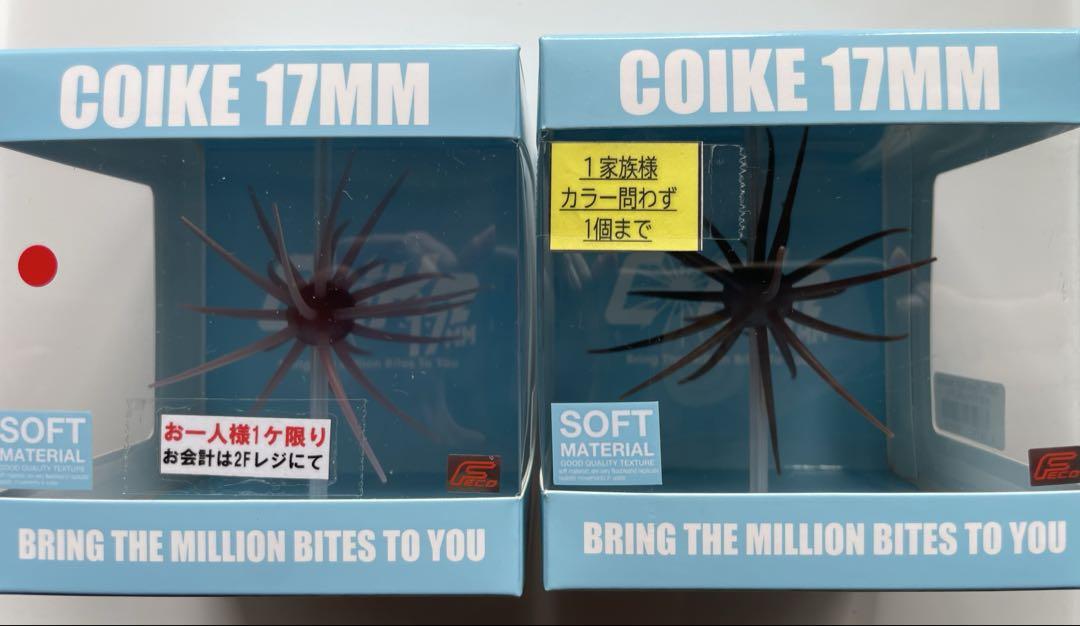 COIKE 17MM
SOFT
MATERIAL
GOOD QUALITY TEXTURE
お一人様1ケ限り
お会計は2Fレジにて
FECO
BRING THE MILLION BITES TO YOU
COIKE 17MM
1家族様
カラー問わず
1個まで
17MM
SOFT
MATERIAL
GOOD QUALITY TEXTURE
FECO
BRING THE MILLION BITES TO YOU